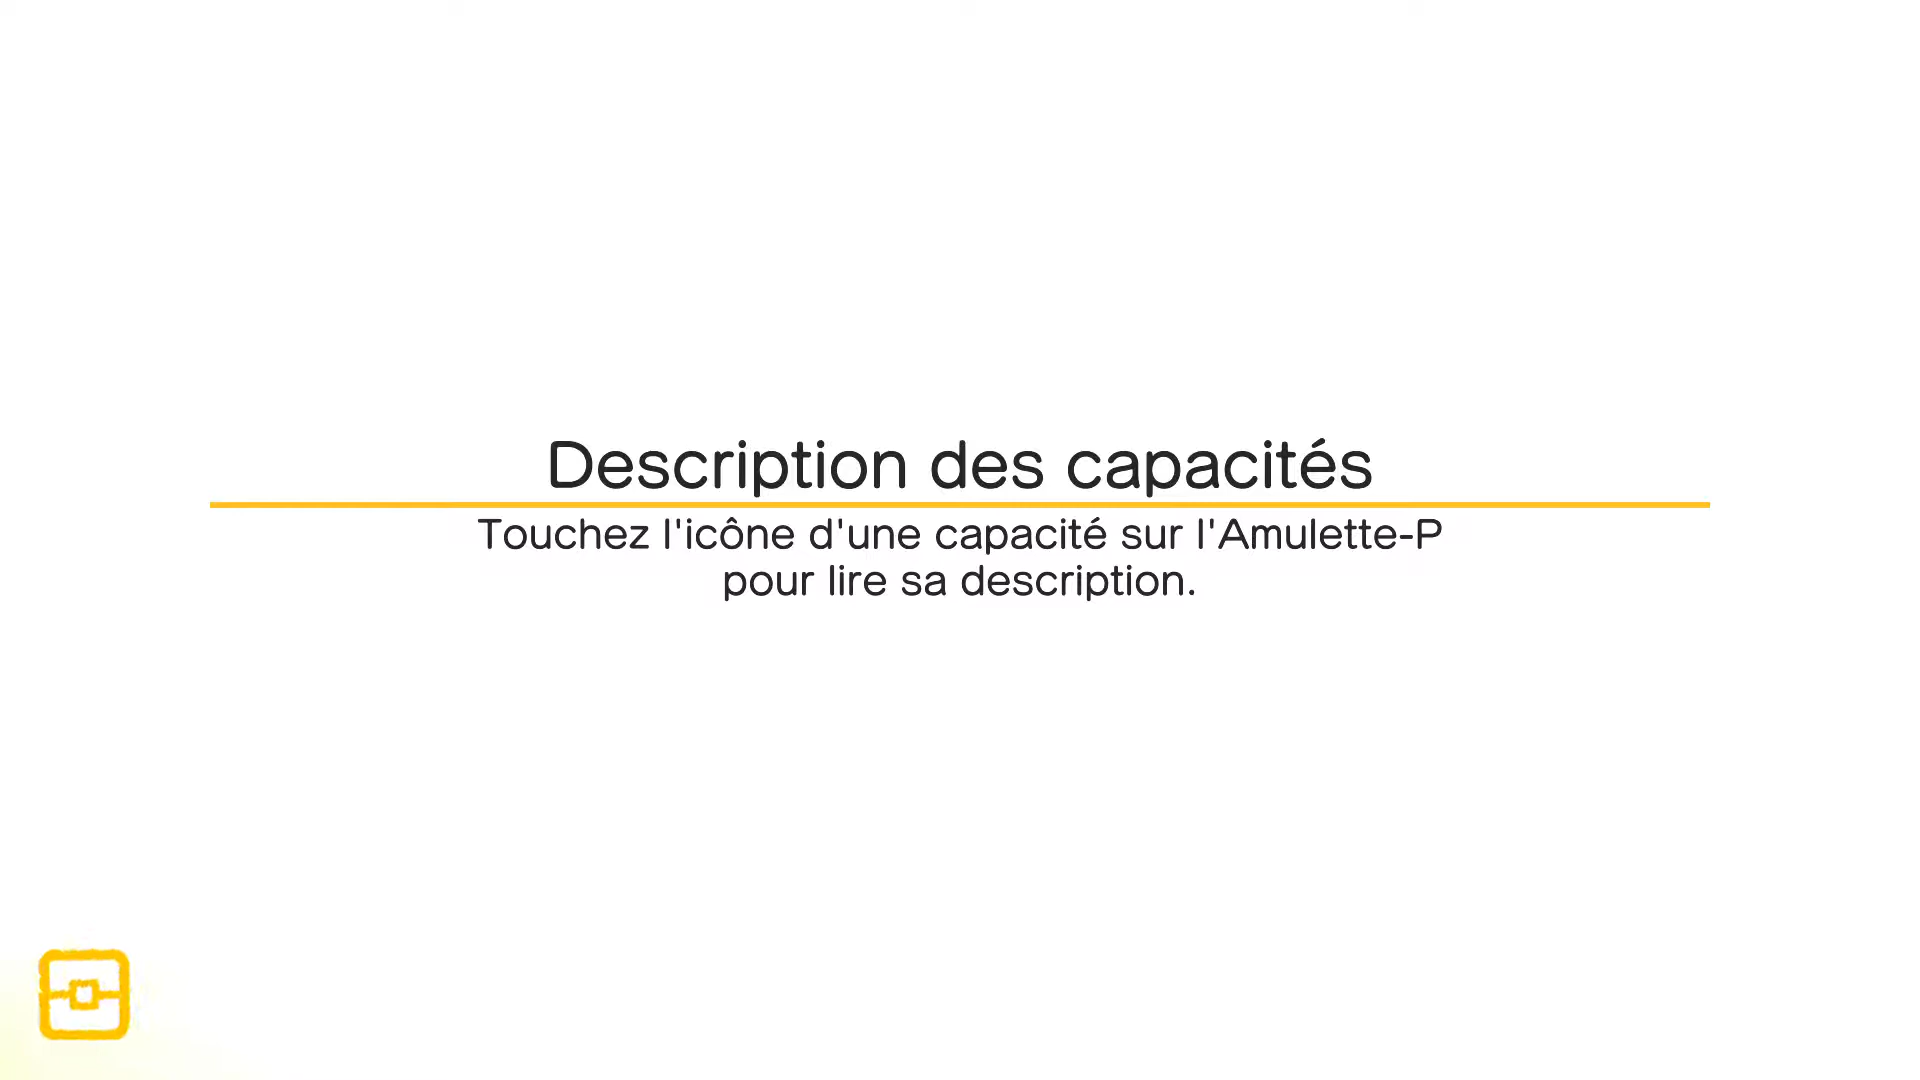 Description des capacités
Touchez l'icône d'une capacité sur l'Amulette-P
pour lire sa description.